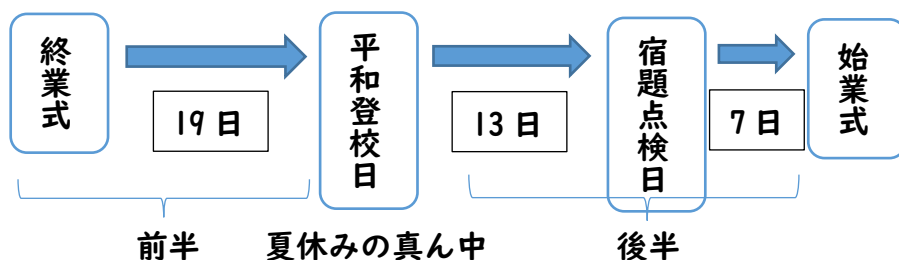 終業式
19日
平和登校日
13日
宿題点検日
7日
始業式
前半
夏休みの真ん中
後半